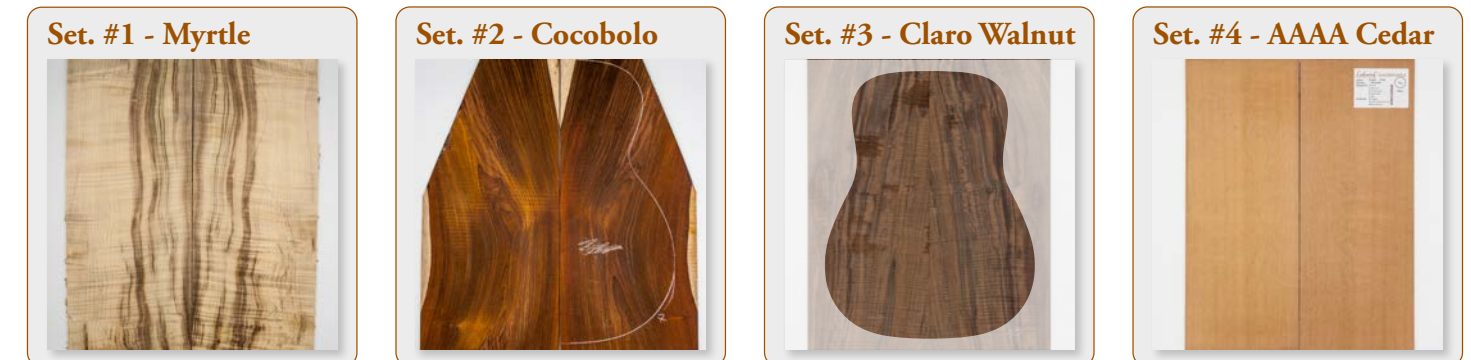 Set. #1 - Myrtle
Set. #2 - Cocobolo
Set. #3 - Claro Walnut
Set. #4 - AAAA Cedar